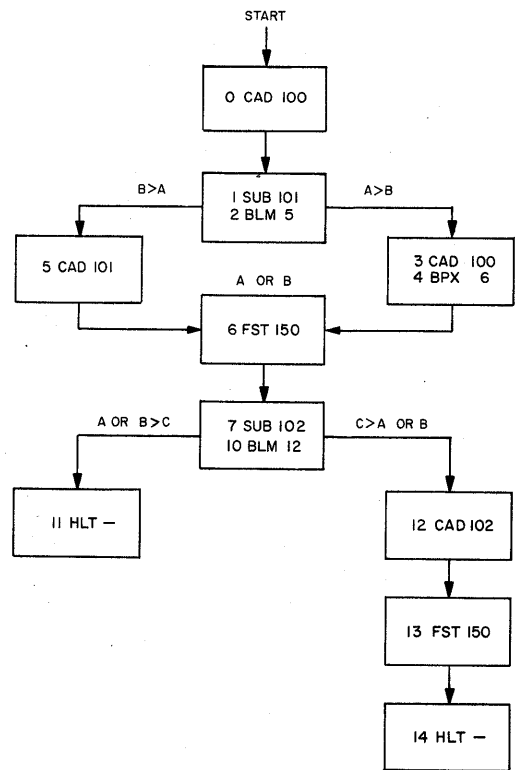 START
0 CAD 100
B>A
1 SUB 101
2 BLM 5
A>B
5 CAD 101
3 CAD 100
4 BPX 6
A OR B
6 FST 150
A OR B>C
7 SUB 102
10 BLM 12
C>A OR B
11 HLT —
12 CAD 102
13 FST 150
14 HLT —